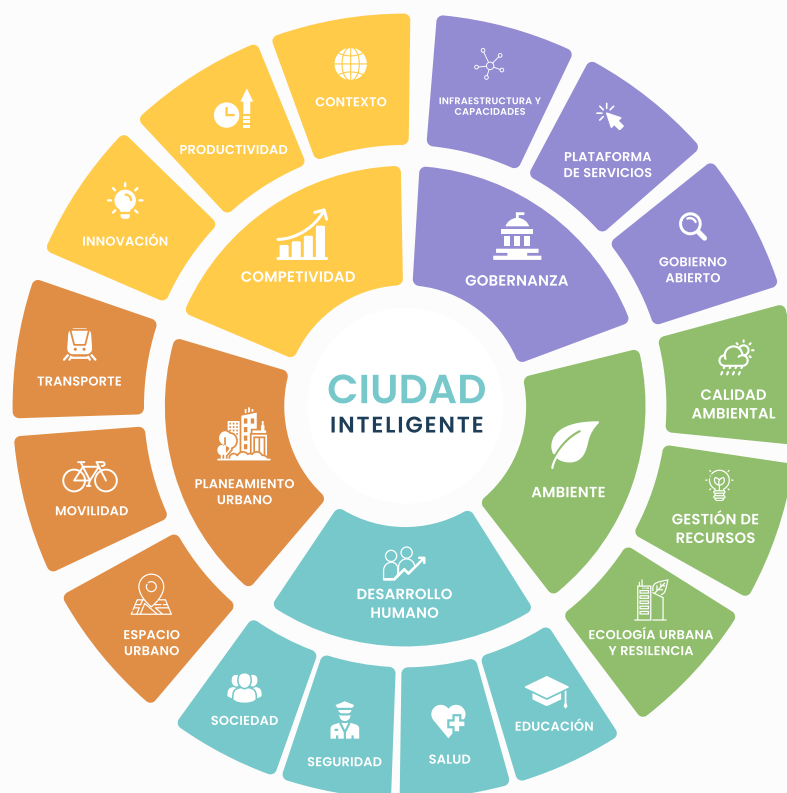 CIUDAD
INTELIGENTE
COMPETIVIDAD
CONTEXTO
PRODUCTIVIDAD
INNOVACIÓN
GOBERNANZA
INFRAESTRUCTURA Y
CAPACIDADES
PLATAFORMA
DE SERVICIOS
GOBIERNO
ABIERTO
AMBIENTE
CALIDAD
AMBIENTAL
GESTIÓN DE
RECURSOS
ECOLOGÍA URBANA
Y RESILENCIA
DESARROLLO
HUMANO
EDUCACIÓN
SALUD
SEGURIDAD
SOCIEDAD
PLANEAMIENTO
URBANO
ESPACIO
URBANO
MOVILIDAD
TRANSPORTE